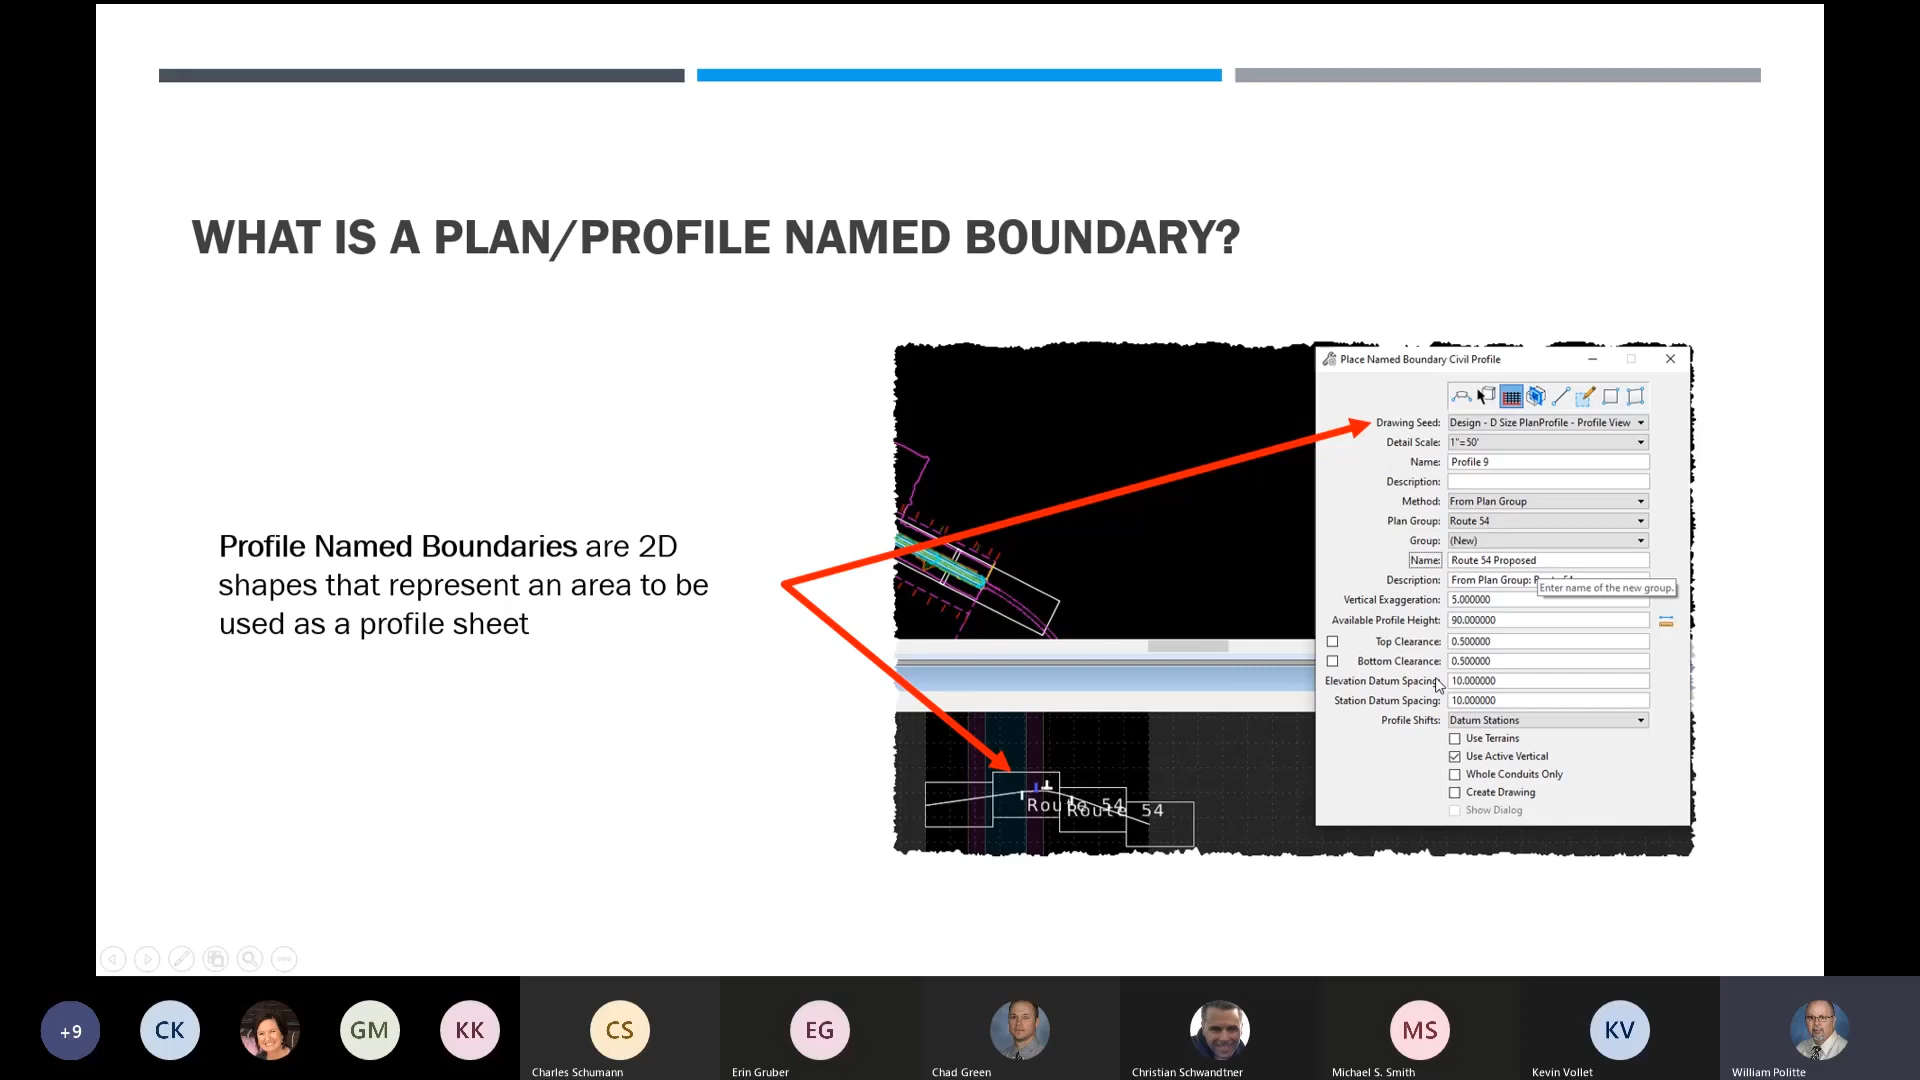 WHAT IS A PLAN/PROFILE NAMED BOUNDARY?
Profile Named Boundaries are 2D
shapes that represent an area to be
used as a profile sheet
Place Named Boundary Civil Profile
Drawing Seed: Design - D Size PlanProfile - Profile View
Detail Scale: 1"=50'
Name: Profile 9
Description:
Method: From Plan Group
Plan Group: Route 54
Group: (New)
Name: Route 54 Proposed
Description: From Plan Group:
Enter name of the new group.
Vertical Exaggeration: 5.000000
Available Profile Height: 90.000000
Top Clearance: 0.500000
Bottom Clearance: 0.500000
Elevation Datum Spacing: 10.000000
Station Datum Spacing: 10.000000
Profile Shifts: Datum Stations
Use Terrains
Use Active Vertical
Whole Conduits Only
Create Drawing
Show Dialog
Route 54
Route 54
+9
CK
GM
KK
CS
EG
MS
KV
Charles Schumann
Erin Gruber
Chad Green
Christian Schwandtner
Michael S. Smith
Kevin Vollet
William Politte